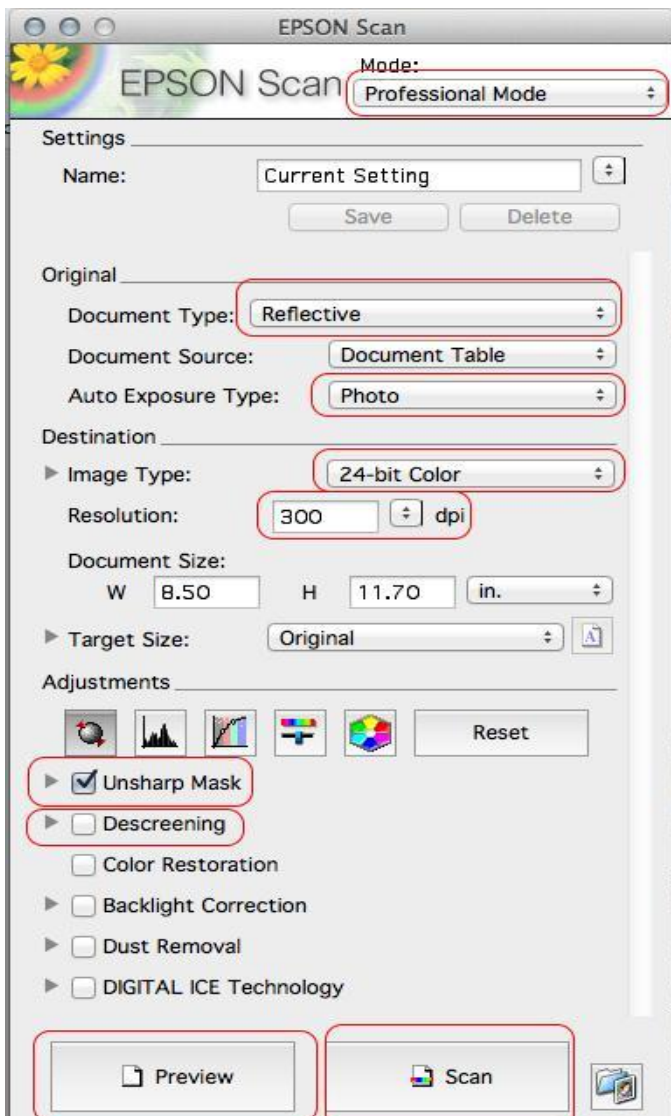 EPSON Scan
Mode:
EPSON Scan
Professional Mode
Settings
Name: Current Setting
Save Delete
Original
Document Type: Reflective
Document Source: Document Table
Auto Exposure Type: Photo
Destination
Image Type: 24-bit Color
Resolution: 300 dpi
Document Size:
W 8.50 H 11.70 in.
Target Size: Original A
Adjustments
Reset
Unsharp Mask
Descreening
Color Restoration
Backlight Correction
Dust Removal
DIGITAL ICE Technology
Preview Scan